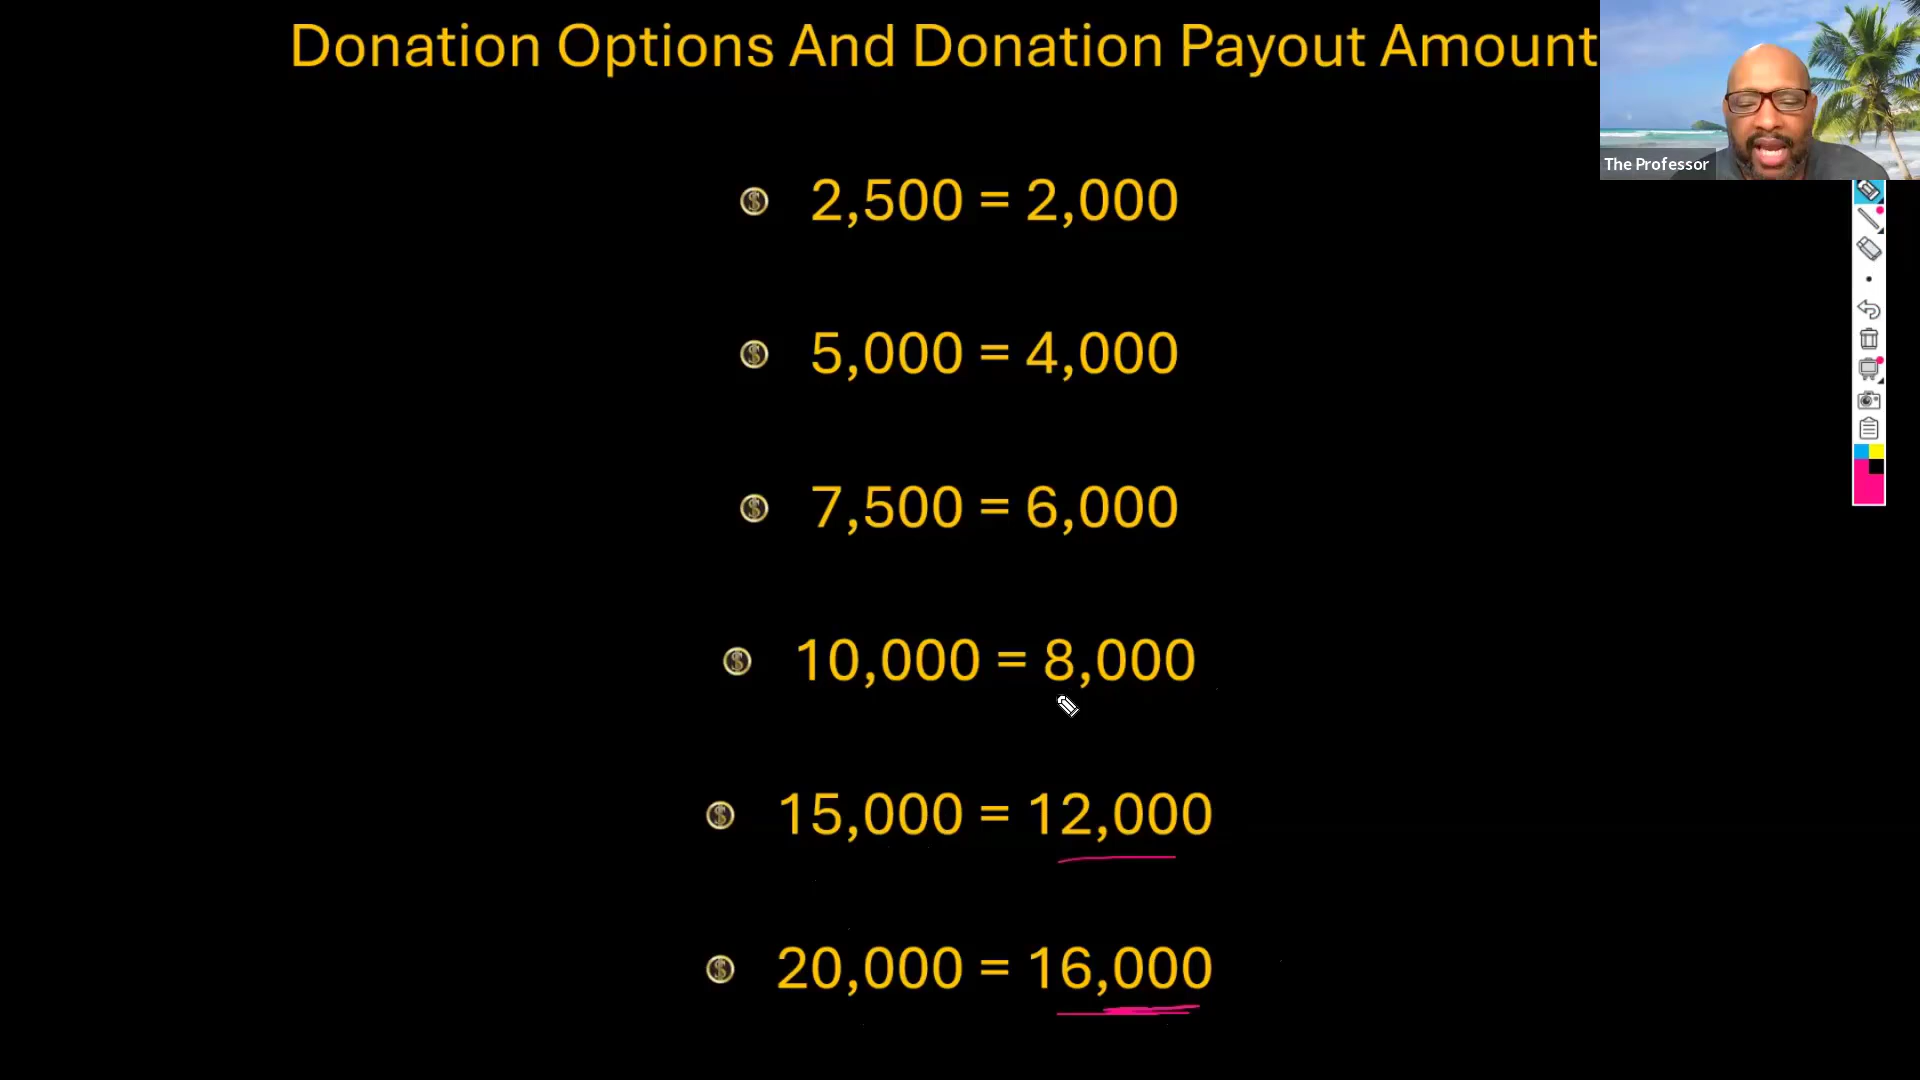 Donation Options And Donation Payout Amount
The Professor
2,500 = 2,000
5,000 = 4,000
7,500 = 6,000
10,000 = 8,000
15,000 = 12,000
20,000 = 16,000